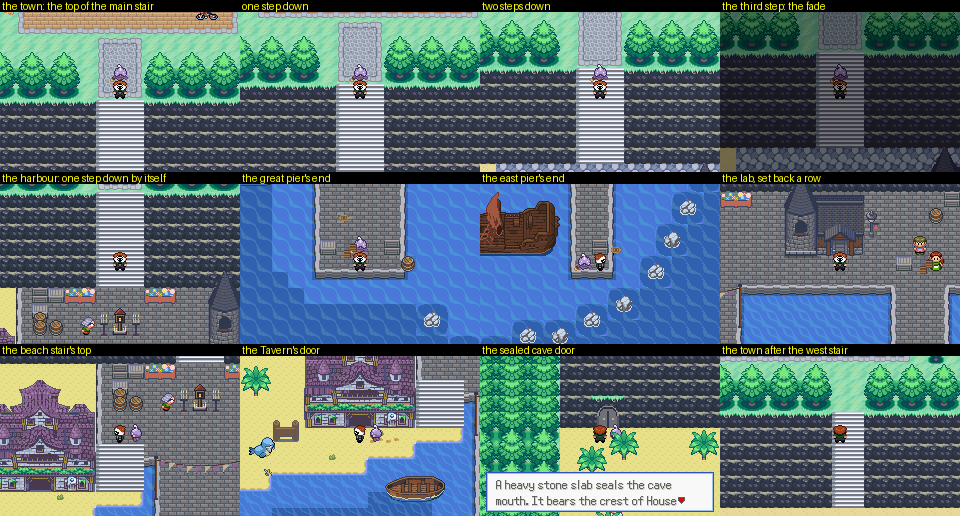 the town: the top of the main stair
one step down
two steps down
the third step: the fade
the harbour: one step down by itself
the great pier's end
the east pier's end
the lab, set back a row
the beach stair's top
the Tavern's door
the sealed cave door
the town after the west stair
A heavy stone slab seals the cave
mouth. It bears the crest of House